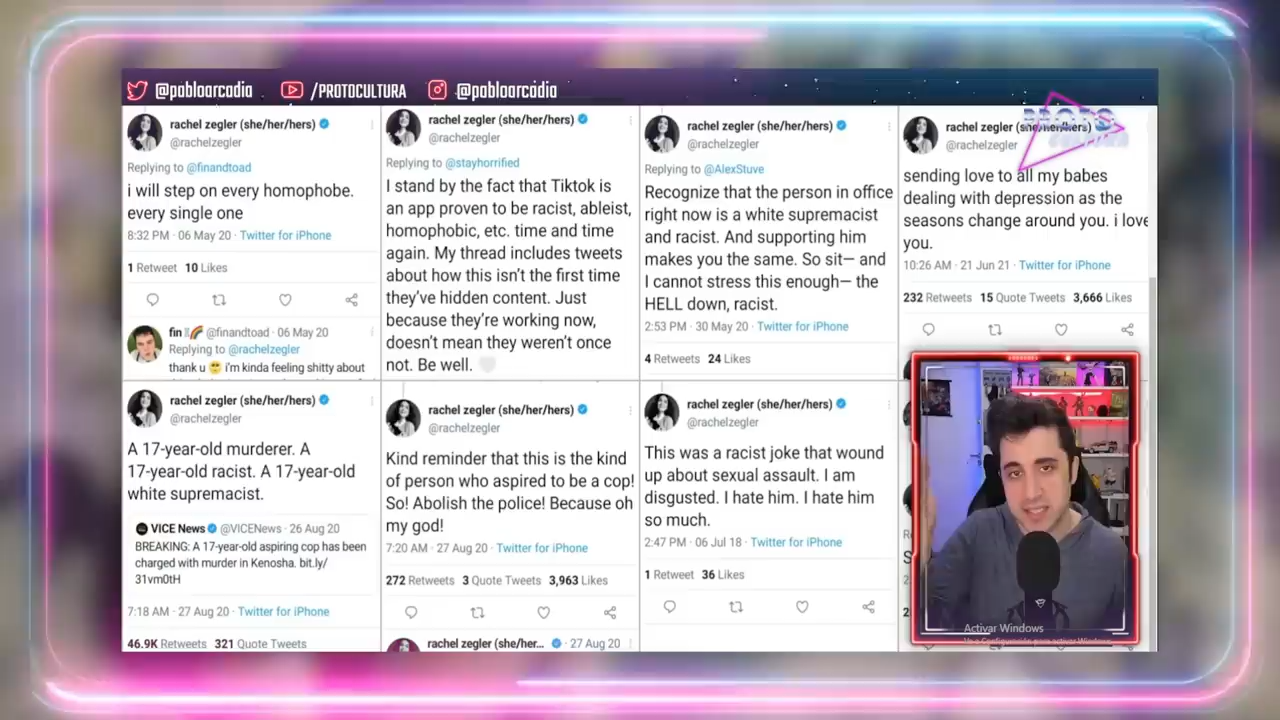 @pabloarcadia
/PROTOCULTURA
@pabloarcadia
rachel zegler (she/her/hers)
@rachelzegler
Replying to @finandtoad
i will step on every homophobe.
every single one
8:32 PM · 06 May 20 · Twitter for iPhone
1 Retweet 10 Likes
fin @finandtoad · 06 May 20
Replying to @rachelzegler
thank u i'm kinda feeling shitty about
rachel zegler (she/her/hers)
@rachelzegler
Replying to @stayhorrified
I stand by the fact that Tiktok is
an app proven to be racist, ableist,
homophobic, etc. time and time
again. My thread includes tweets
about how this isn't the first time
they've hidden content. Just
because they're working now,
doesn't mean they weren't once
not. Be well.
rachel zegler (she/her/hers)
@rachelzegler
Replying to @AlexStuve
Recognize that the person in office
right now is a white supremacist
and racist. And supporting him
makes you the same. So sit— and
I cannot stress this enough— the
HELL down, racist.
2:53 PM · 30 May 20 · Twitter for iPhone
4 Retweets 24 Likes
rachel zegler (she/her/hers)
@rachelzegler
sending love to all my babes
dealing with depression as the
seasons change around you. i love
you.
10:26 AM · 21 Jun 21 · Twitter for iPhone
232 Retweets 15 Quote Tweets 3,666 Likes
rachel zegler (she/her/hers)
@rachelzegler
A 17-year-old murderer. A
17-year-old racist. A 17-year-old
white supremacist.
VICE News @VICENews · 26 Aug 20
BREAKING: A 17-year-old aspiring cop has been
charged with murder in Kenosha. bit.ly/
31vm0tH
7:18 AM · 27 Aug 20 · Twitter for iPhone
46.9K Retweets 321 Quote Tweets
rachel zegler (she/her/hers)
@rachelzegler
Kind reminder that this is the kind
of person who aspired to be a cop!
So! Abolish the police! Because oh
my god!
7:20 AM · 27 Aug 20 · Twitter for iPhone
272 Retweets 3 Quote Tweets 3,963 Likes
rachel zegler (she/her... · 27 Aug 20
rachel zegler (she/her/hers)
@rachelzegler
This was a racist joke that wound
up about sexual assault. I am
disgusted. I hate him. I hate him
so much.
2:47 PM · 06 Jul 18 · Twitter for iPhone
1 Retweet 36 Likes
Activar Windows